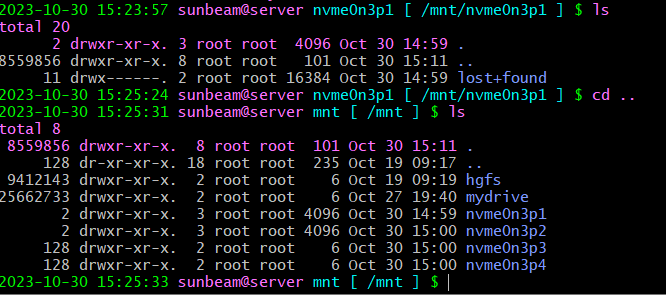 2023-10-30 15:23:57 sunbeam@server nvme0n3p1 [ /mnt/nvme0n3p1 ] $ ls
total 20
      2 drwxr-xr-x. 3 root root  4096 Oct 30 14:59 .
8559856 drwxr-xr-x. 8 root root   101 Oct 30 15:11 ..
     11 drwx------. 2 root root 16384 Oct 30 14:59 lost+found
2023-10-30 15:25:24 sunbeam@server nvme0n3p1 [ /mnt/nvme0n3p1 ] $ cd ..
2023-10-30 15:25:31 sunbeam@server mnt [ /mnt ] $ ls
total 8
 8559856 drwxr-xr-x.  8 root root  101 Oct 30 15:11 .
     128 dr-xr-xr-x. 18 root root  235 Oct 19 09:17 ..
 9412143 drwxr-xr-x.  2 root root    6 Oct 19 09:19 hgfs
25662733 drwxr-xr-x.  2 root root    6 Oct 27 19:40 mydrive
       2 drwxr-xr-x.  3 root root 4096 Oct 30 14:59 nvme0n3p1
       2 drwxr-xr-x.  3 root root 4096 Oct 30 15:00 nvme0n3p2
     128 drwxr-xr-x.  2 root root    6 Oct 30 15:00 nvme0n3p3
     128 drwxr-xr-x.  2 root root    6 Oct 30 15:00 nvme0n3p4
2023-10-30 15:25:33 sunbeam@server mnt [ /mnt ] $